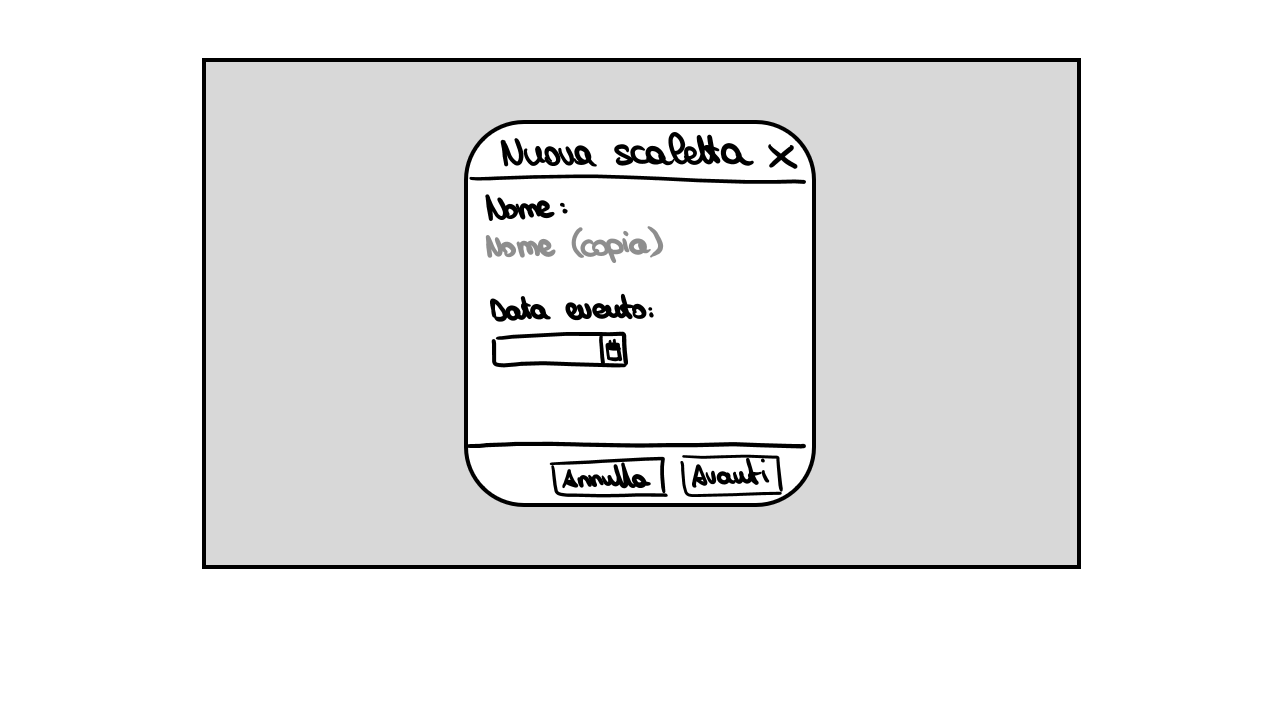 Nuova scaletta X
Nome:
Nome (copia)
Data evento:
Annulla Avanti